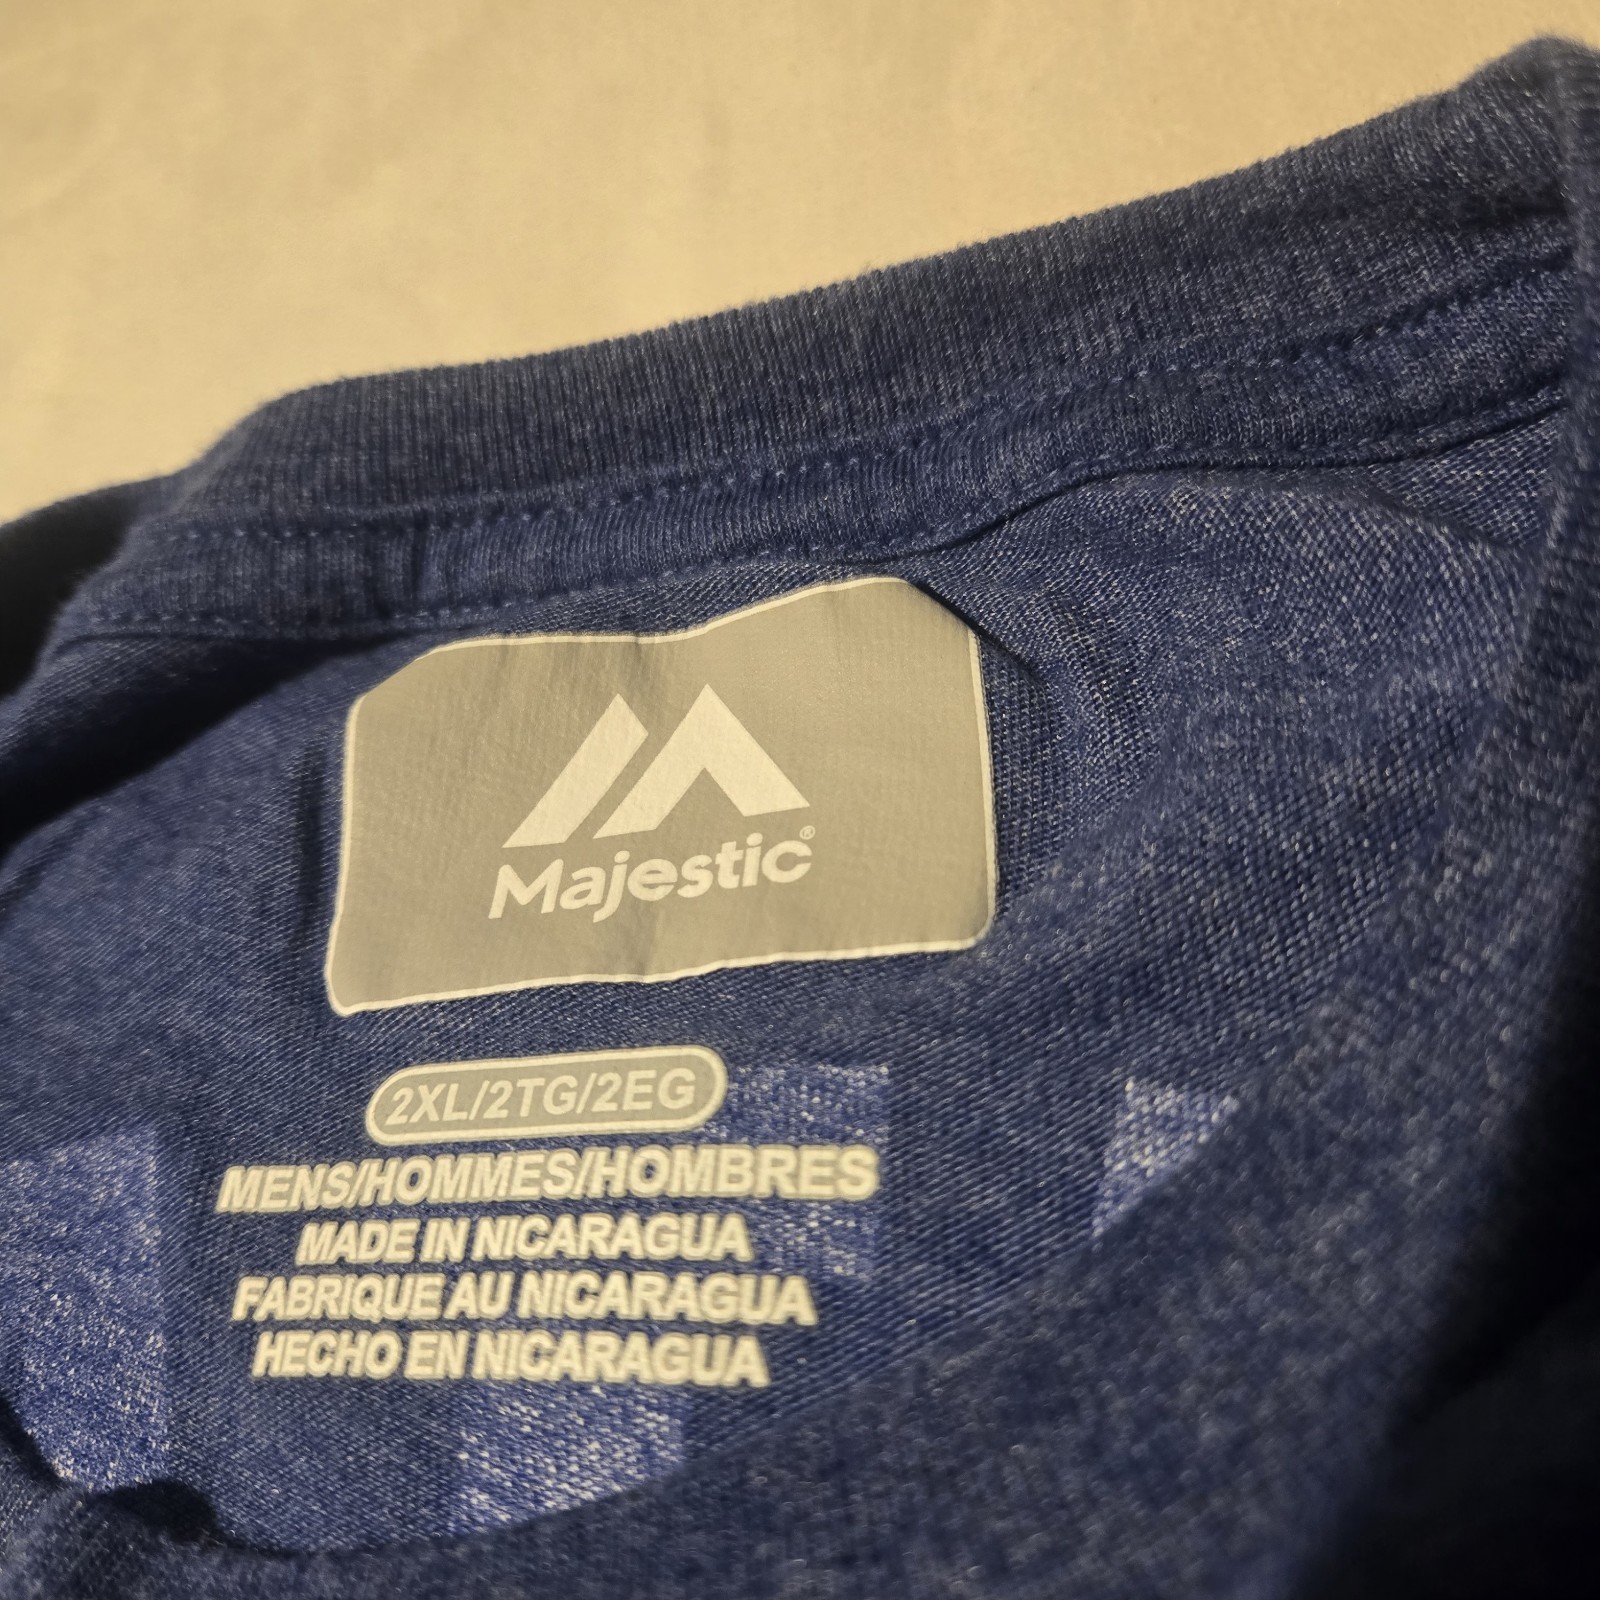 Majestic®
2XL/2TG/2EG
MENS/HOMMES/HOMBRES
MADE IN NICARAGUA
FABRIQUE AU NICARAGUA
HECHO EN NICARAGUA